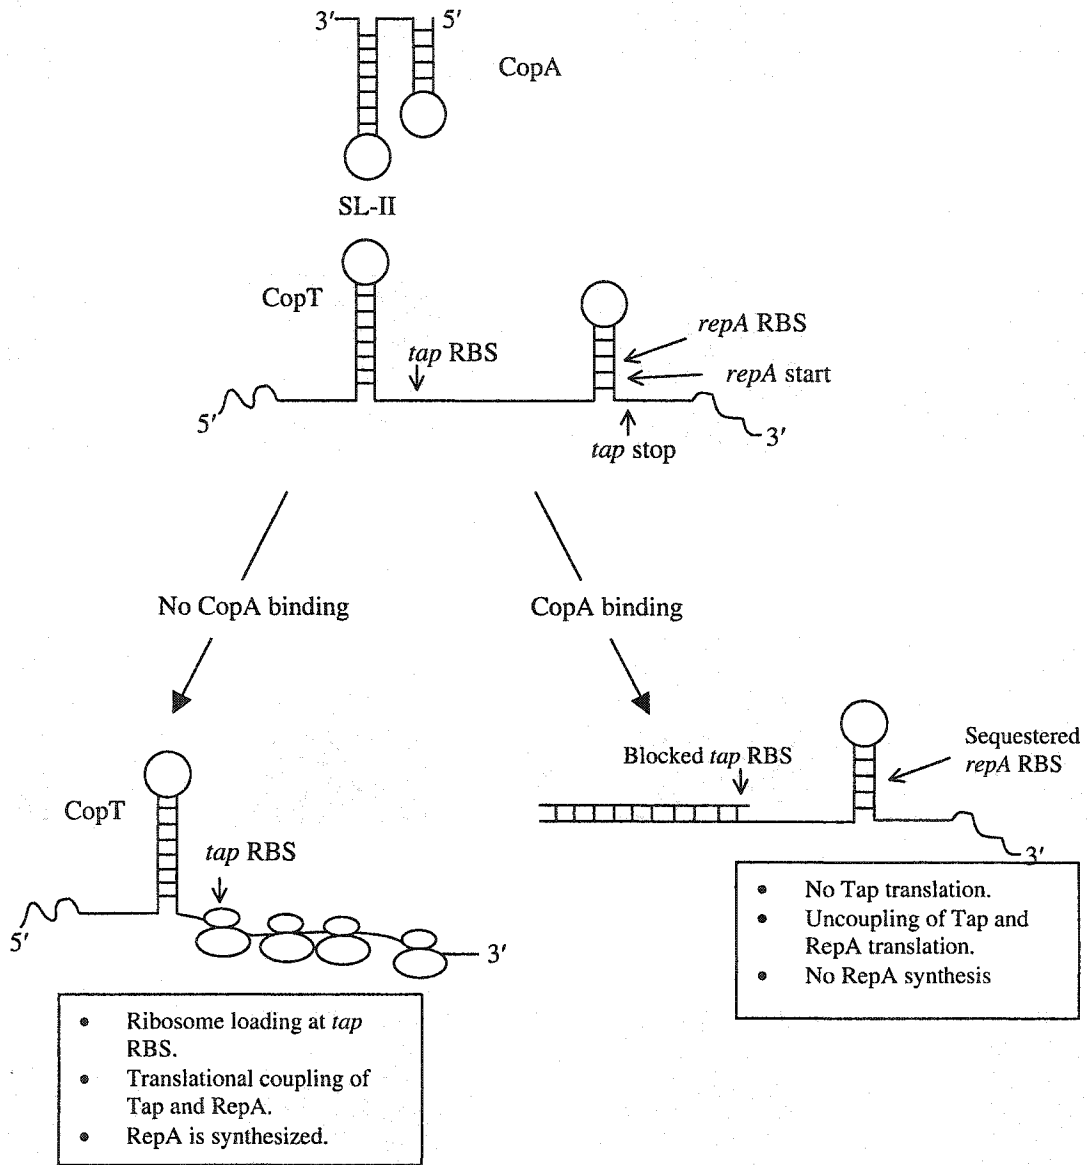 3′ 5′
CopA
SL-II
CopT
tap RBS
repA RBS
repA start
5′
3′
tap stop
No CopA binding
CopA binding
CopT
tap RBS
5′
3′
• Ribosome loading at tap
RBS.
• Translational coupling of
Tap and RepA.
• RepA is synthesized.
Blocked tap RBS
Sequestered
repA RBS
3′
• No Tap translation.
• Uncoupling of Tap and
RepA translation.
• No RepA synthesis